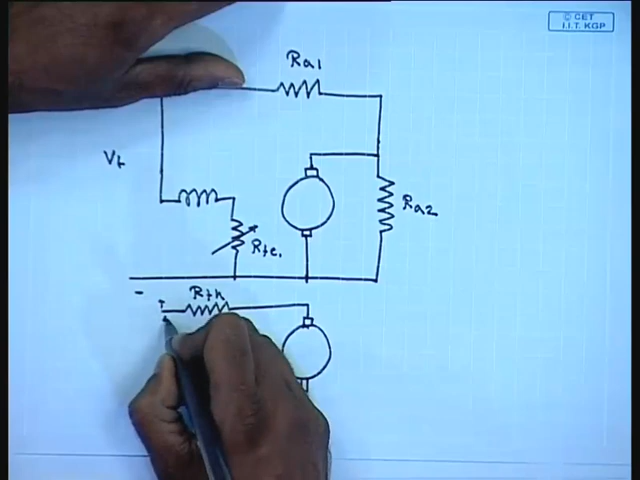 © CET
I.I.T. KGP
Ra1
Vt
Ra2
Rfe.
-
Rth
+